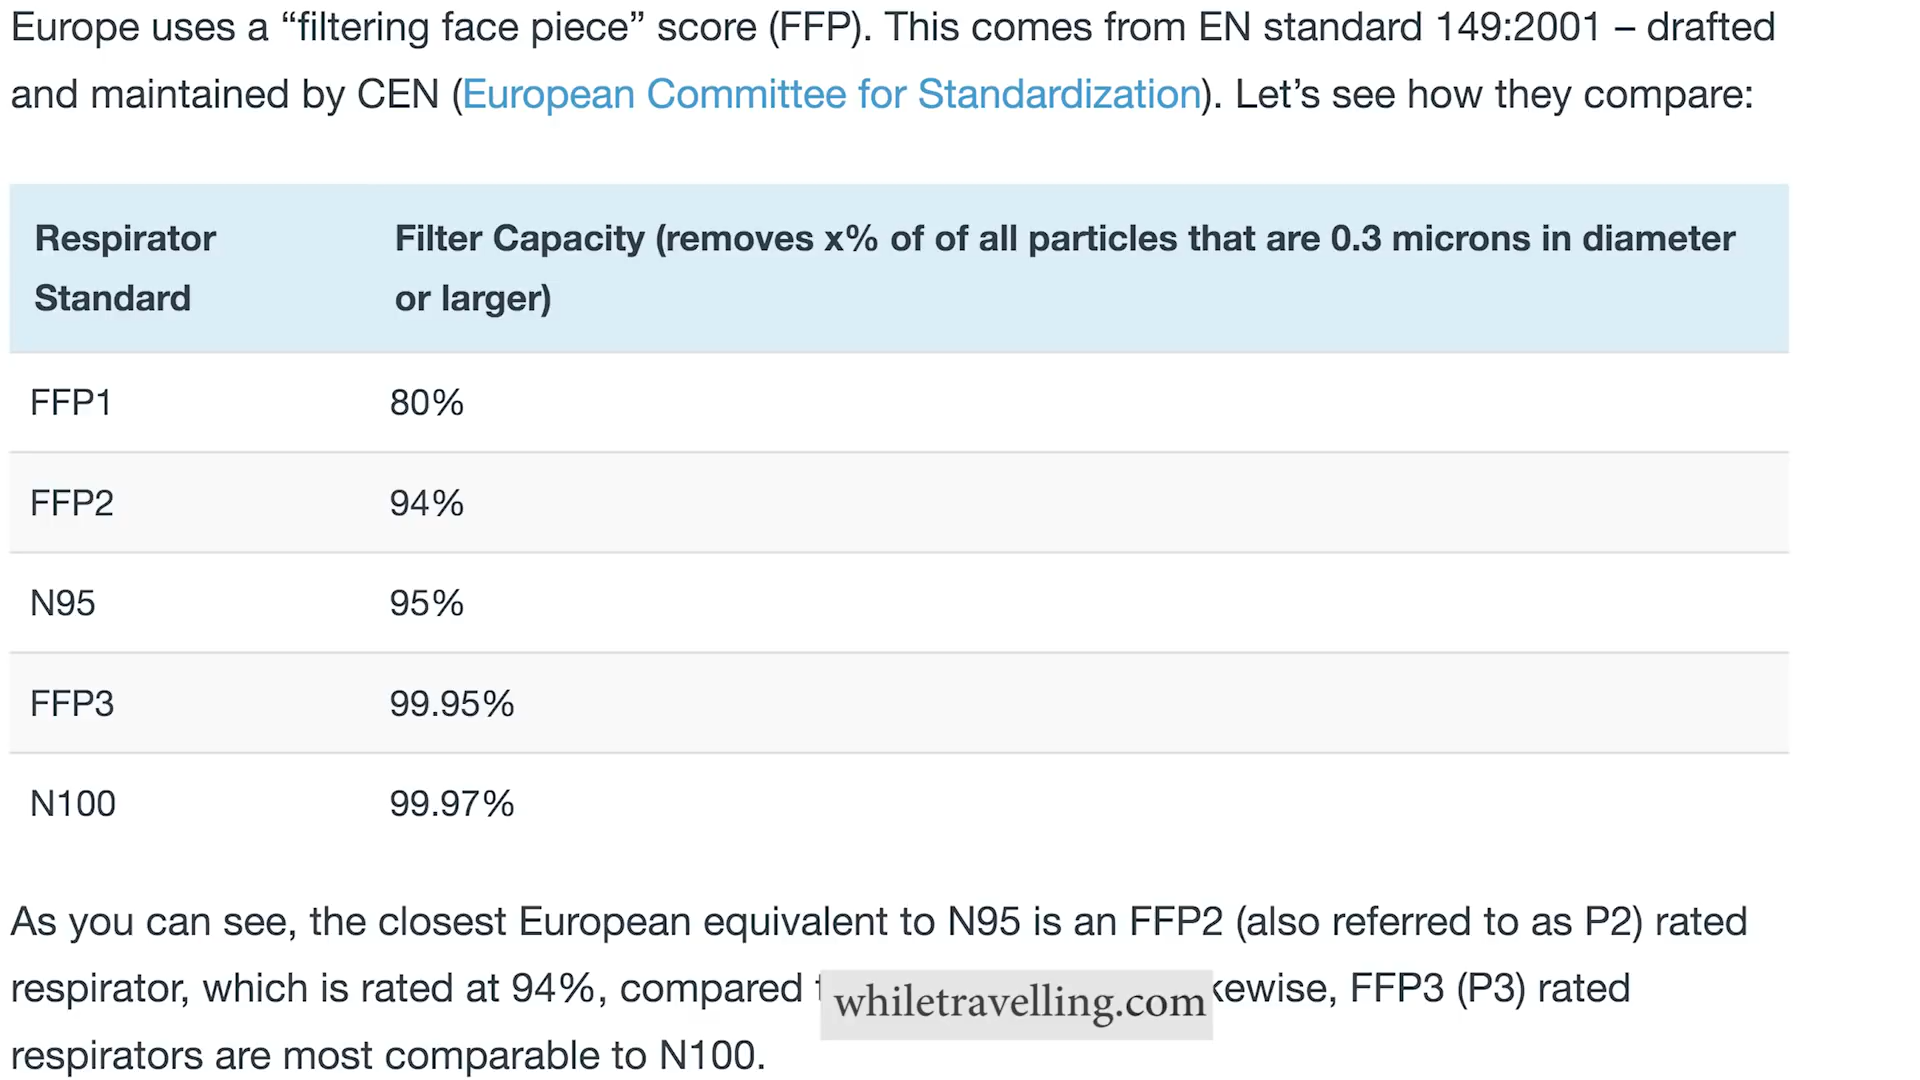 Europe uses a “filtering face piece” score (FFP). This comes from EN standard 149:2001 – drafted
and maintained by CEN (European Committee for Standardization). Let’s see how they compare:
Respirator Standard
Filter Capacity (removes x% of of all particles that are 0.3 microns in diameter
or larger)
FFP1 80%
FFP2 94%
N95 95%
FFP3 99.95%
N100 99.97%
As you can see, the closest European equivalent to N95 is an FFP2 (also referred to as P2) rated
respirator, which is rated at 94%, compared kewise, FFP3 (P3) rated
whiletravelling.com
respirators are most comparable to N100.